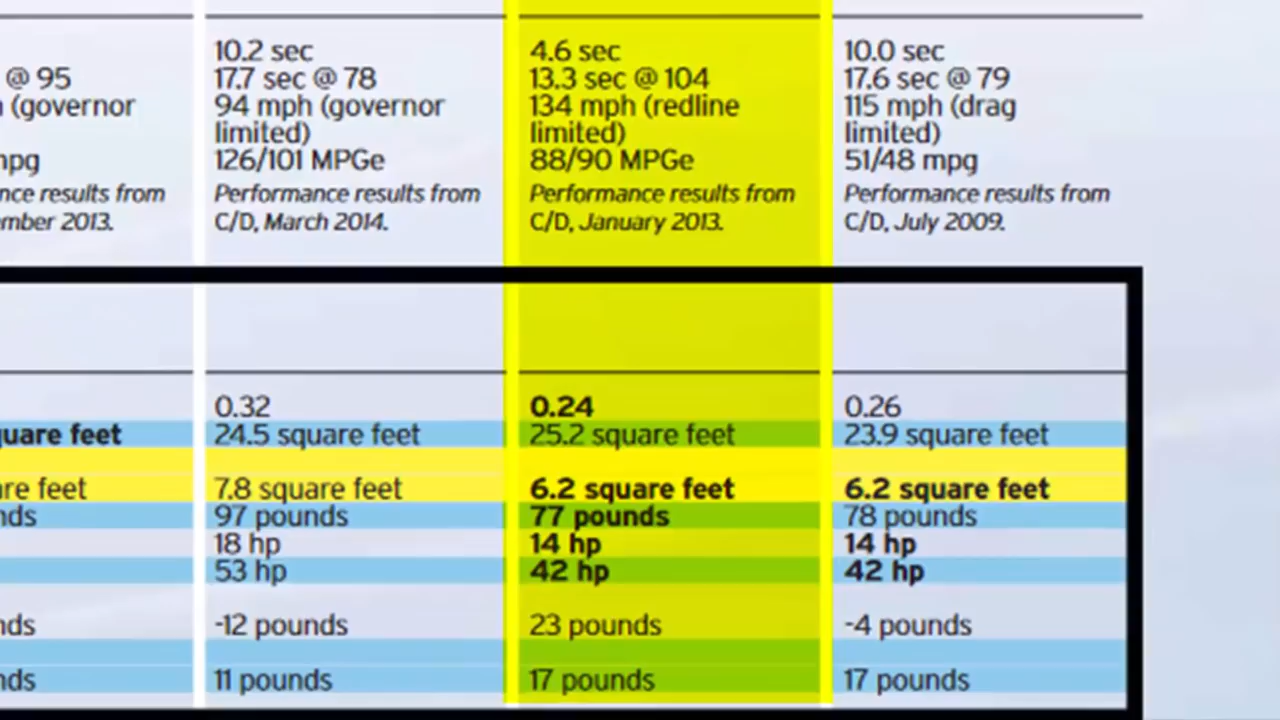 @ 95
(governor
mpg
nce results from
mber 2013.
quare feet
re feet
nds
nds
nds
10.2 sec
17.7 sec @ 78
94 mph (governor
limited)
126/101 MPGe
Performance results from
C/D, March 2014.
0.32
24.5 square feet
7.8 square feet
97 pounds
18 hp
53 hp
-12 pounds
11 pounds
4.6 sec
13.3 sec @ 104
134 mph (redline
limited)
88/90 MPGe
Performance results from
C/D, January 2013.
0.24
25.2 square feet
6.2 square feet
77 pounds
14 hp
42 hp
23 pounds
17 pounds
10.0 sec
17.6 sec @ 79
115 mph (drag
limited)
51/48 mpg
Performance results from
C/D, July 2009.
0.26
23.9 square feet
6.2 square feet
78 pounds
14 hp
42 hp
-4 pounds
17 pounds